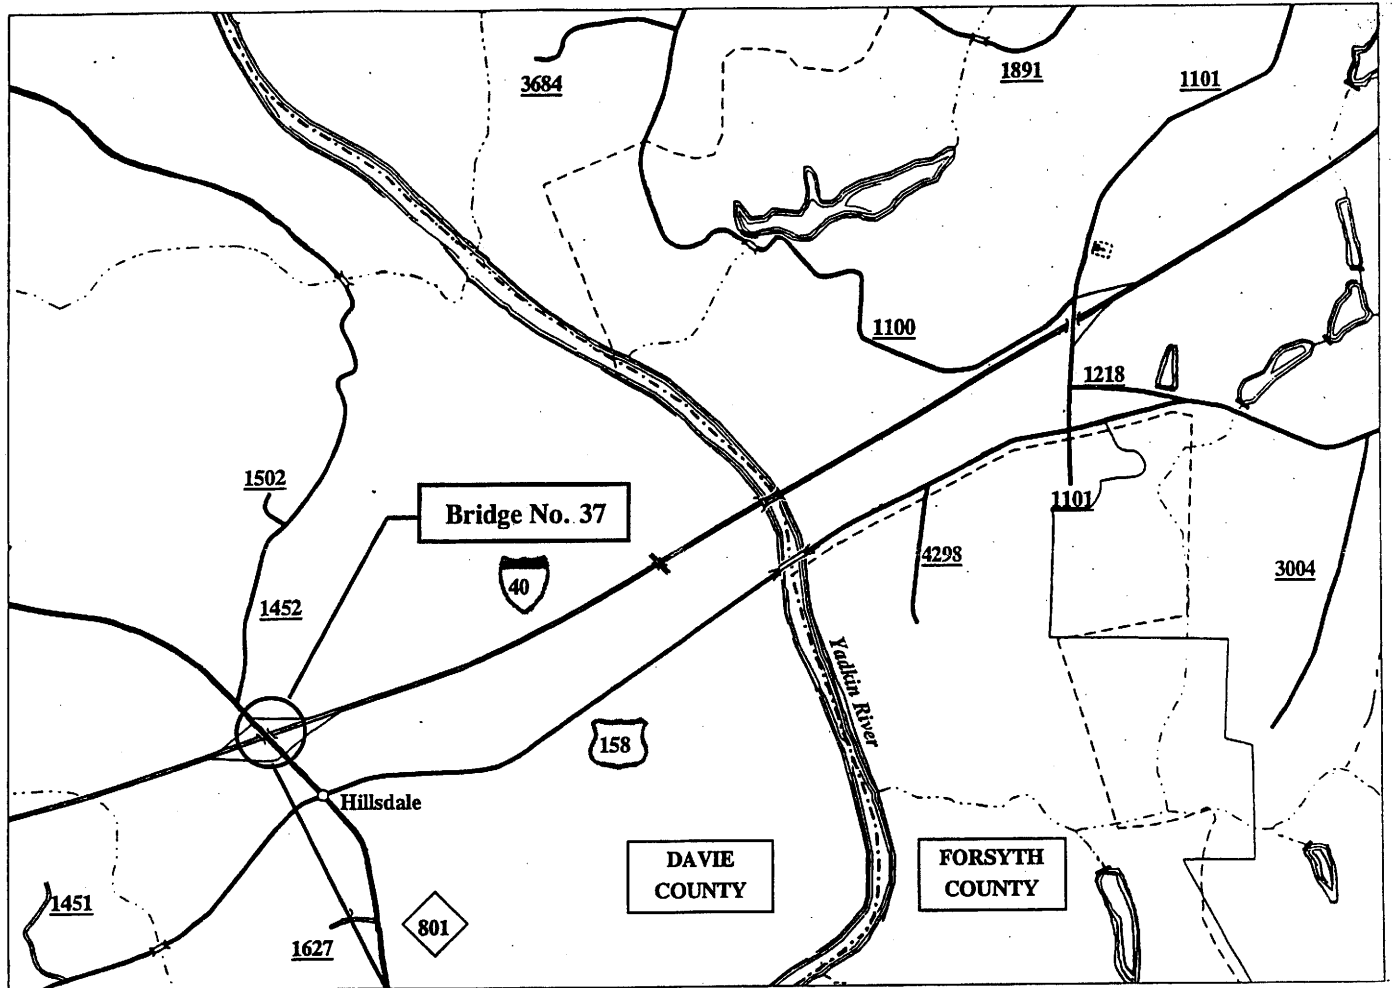 3684
1891
1101
1100
1218
1502
Bridge No. 37
1101
40
4298
3004
1452
Yadkin River
158
Hillsdale
DAVIE
COUNTY
FORSYTH
COUNTY
1451
801
1627